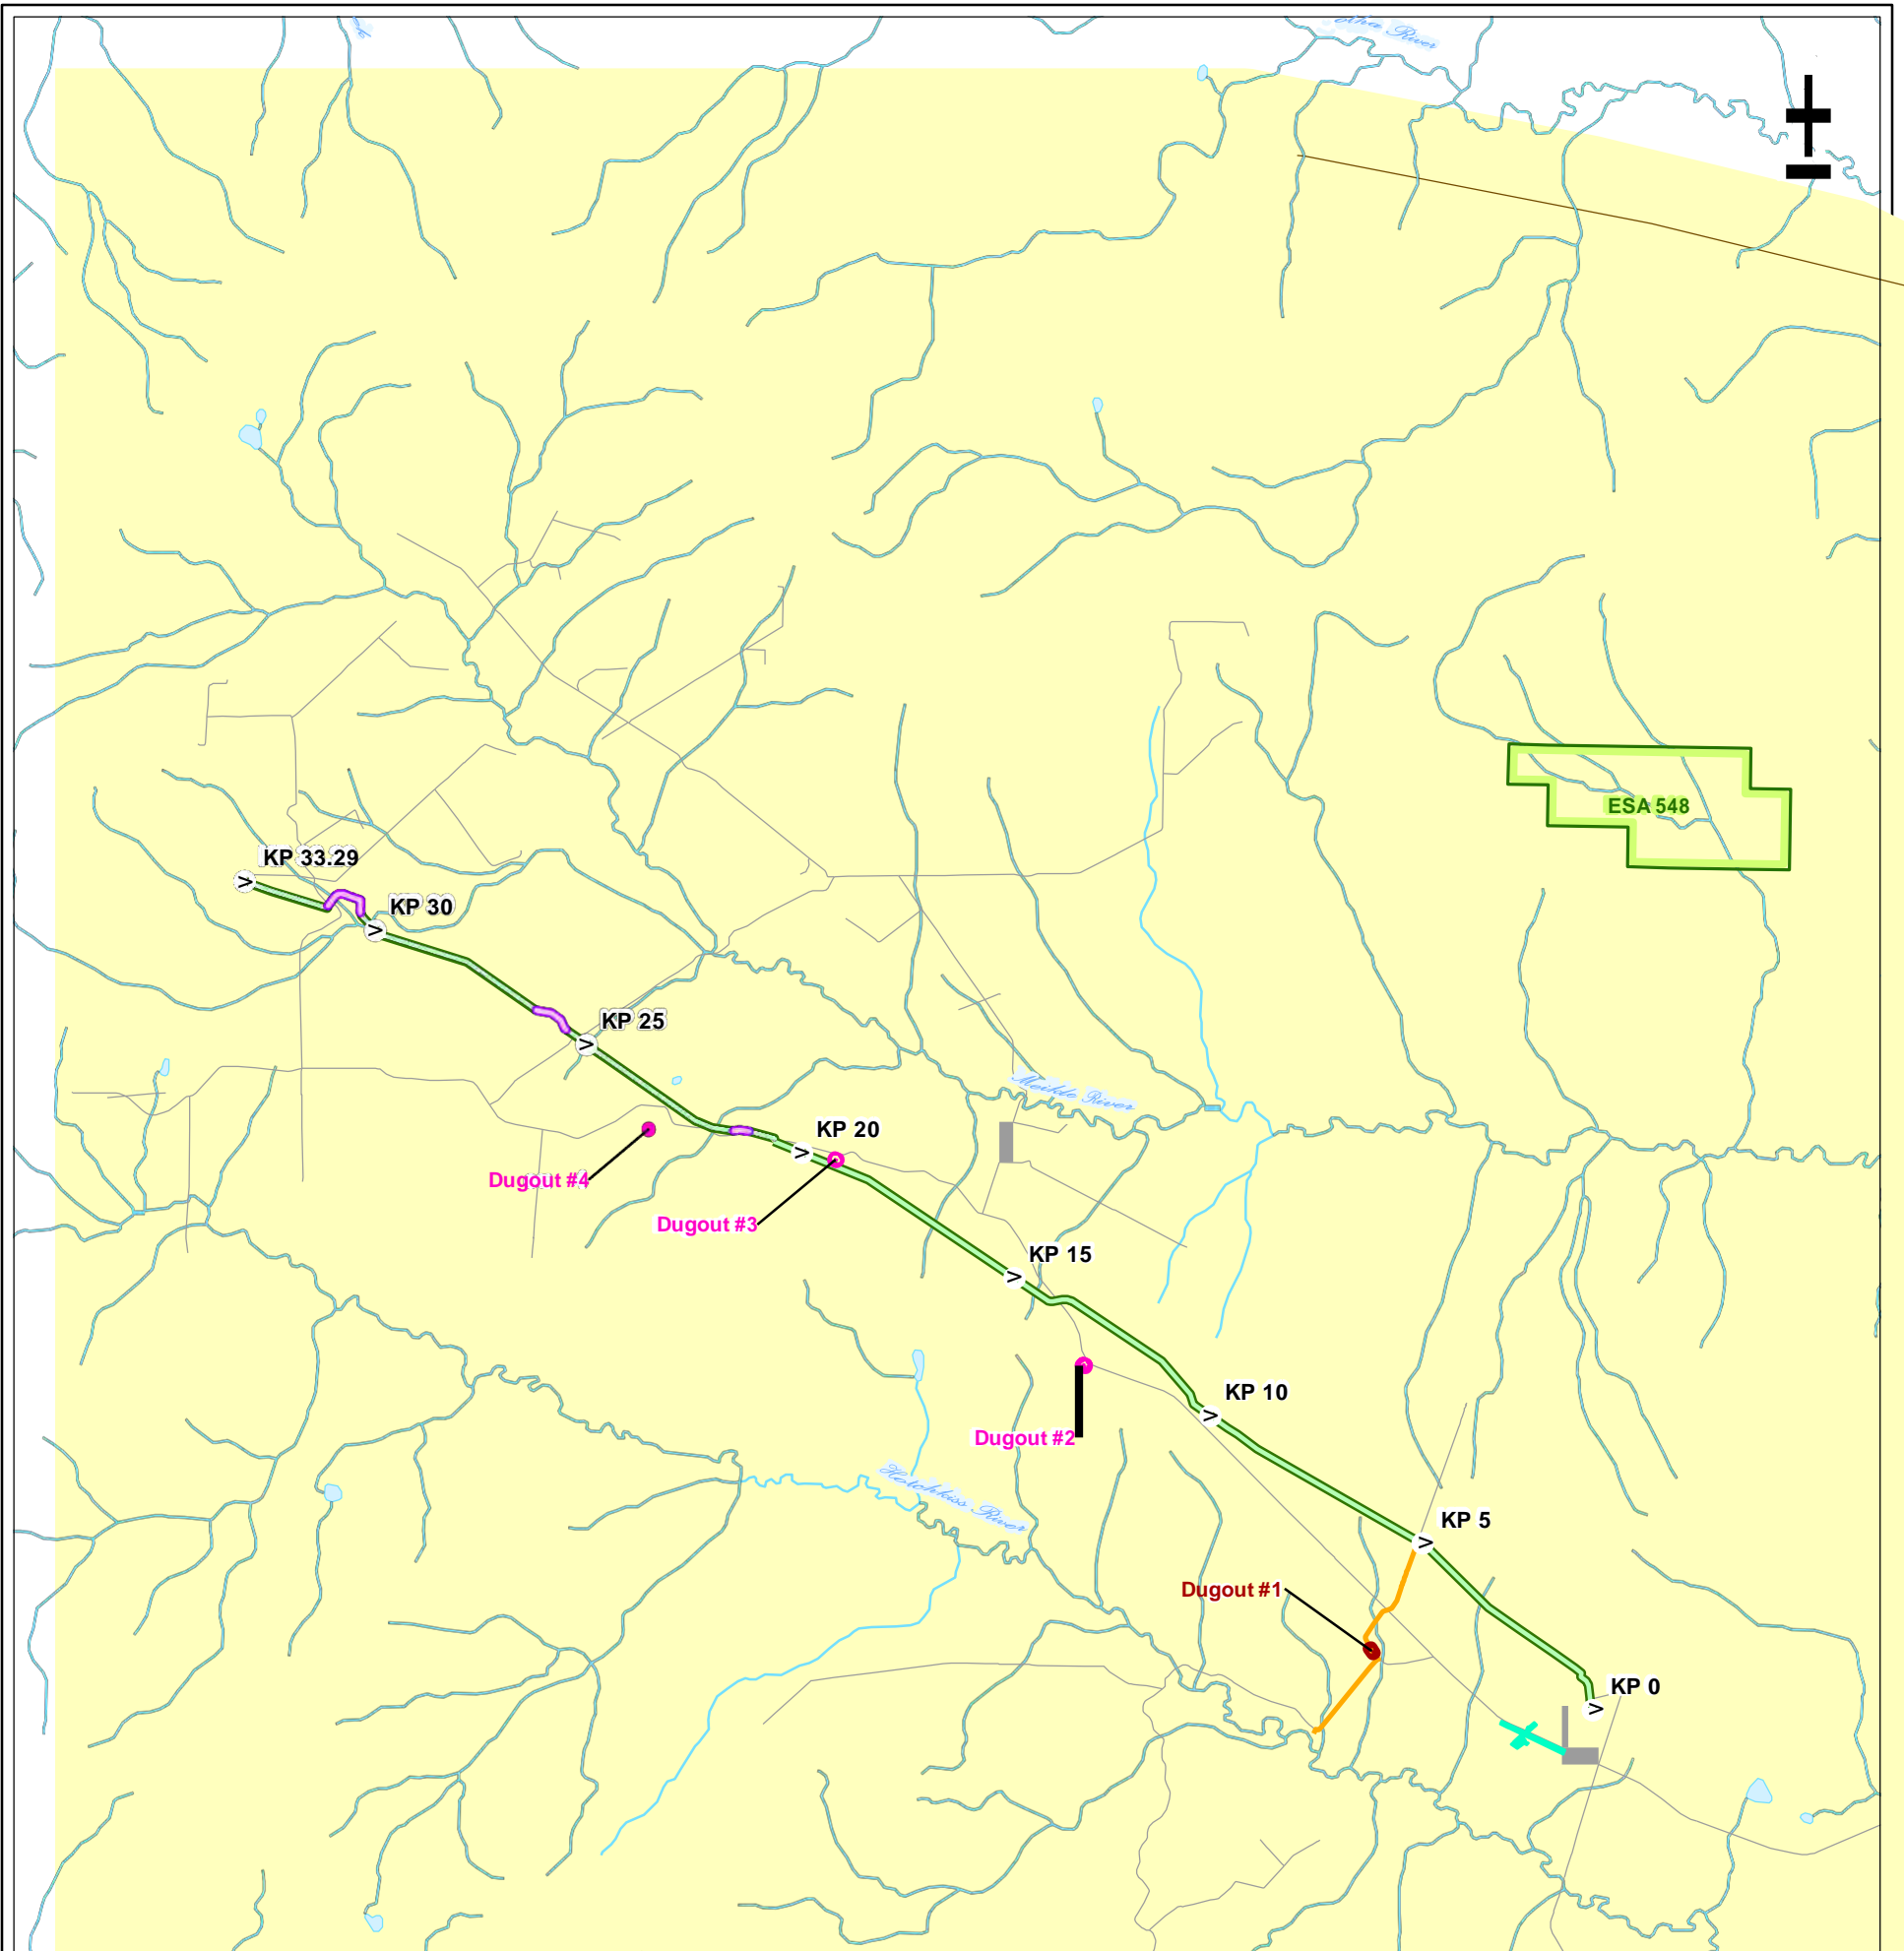 River
ESA 548
KP 33.29
KP 30
KP 25
Meikle River
KP 20
Dugout #4
Dugout #3
KP 15
KP 10
Dugout #2
Hotchkiss River
KP 5
Dugout #1
KP 0